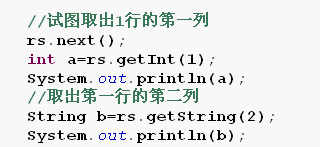 //试图取出1行的第一列
rs.next();
int a=rs.getInt(1);
System.out.println(a);
//取出第一行的第二列
String b=rs.getString(2);
System.out.println(b);